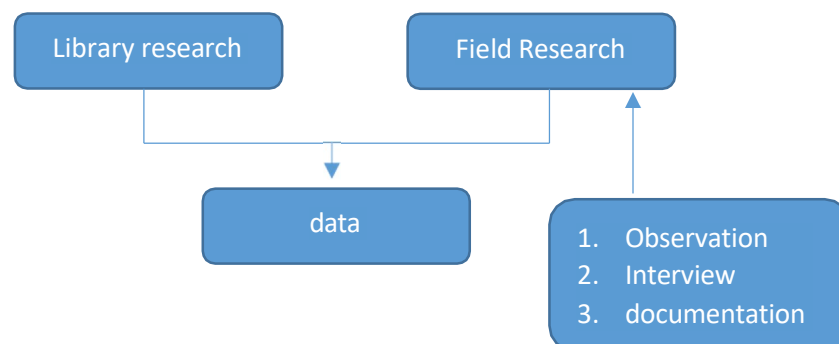 Library research
Field Research
data
1. Observation
2. Interview
3. documentation